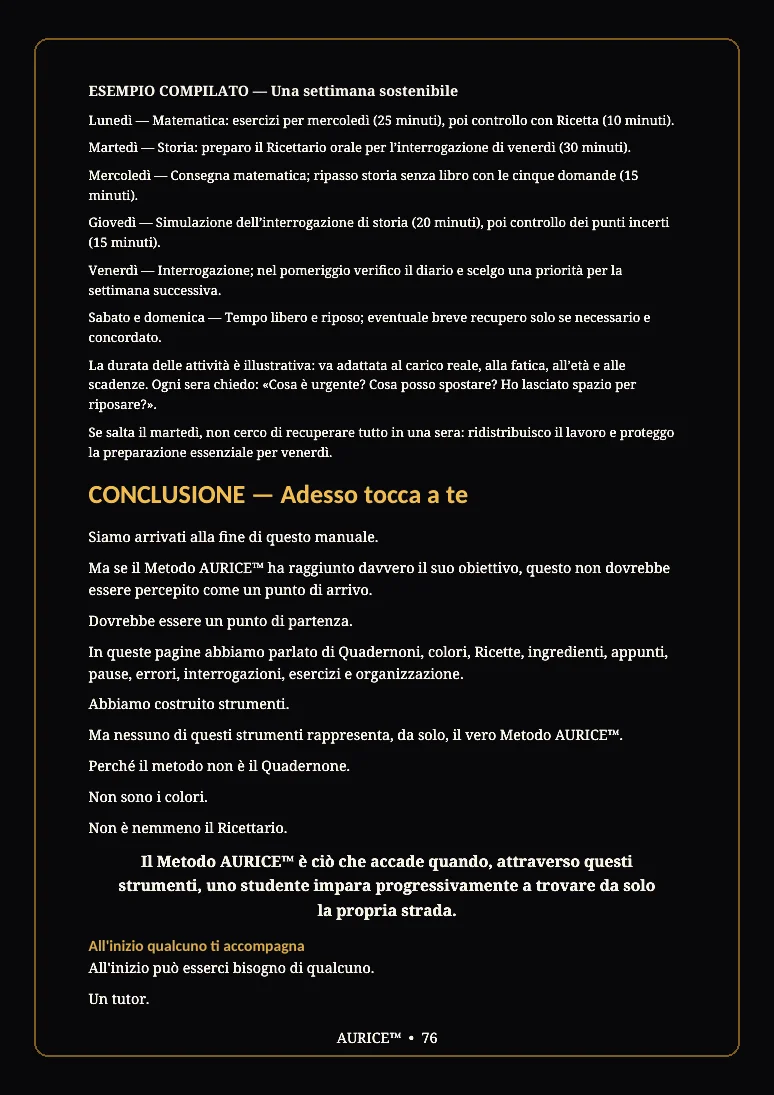 ESEMPIO COMPILATO — Una settimana sostenibile
Lunedì — Matematica: esercizi per mercoledì (25 minuti), poi controllo con Ricetta (10 minuti).
Martedì — Storia: preparo il Ricettario orale per l’interrogazione di venerdì (30 minuti).
Mercoledì — Consegna matematica; ripasso storia senza libro con le cinque domande (15
minuti).
Giovedì — Simulazione dell’interrogazione di storia (20 minuti), poi controllo dei punti incerti
(15 minuti).
Venerdì — Interrogazione; nel pomeriggio verifico il diario e scelgo una priorità per la
settimana successiva.
Sabato e domenica — Tempo libero e riposo; eventuale breve recupero solo se necessario e
concordato.
La durata delle attività è illustrativa: va adattata al carico reale, alla fatica, all’età e alle
scadenze. Ogni sera chiedo: «Cosa è urgente? Cosa posso spostare? Ho lasciato spazio per
riposare?».
Se salta il martedì, non cerco di recuperare tutto in una sera: ridistribuisco il lavoro e proteggo
la preparazione essenziale per venerdì.
CONCLUSIONE — Adesso tocca a te
Siamo arrivati alla fine di questo manuale.
Ma se il Metodo AURICE™ ha raggiunto davvero il suo obiettivo, questo non dovrebbe
essere percepito come un punto di arrivo.
Dovrebbe essere un punto di partenza.
In queste pagine abbiamo parlato di Quadernoni, colori, Ricette, ingredienti, appunti,
pause, errori, interrogazioni, esercizi e organizzazione.
Abbiamo costruito strumenti.
Ma nessuno di questi strumenti rappresenta, da solo, il vero Metodo AURICE™.
Perché il metodo non è il Quadernone.
Non sono i colori.
Non è nemmeno il Ricettario.
Il Metodo AURICE™ è ciò che accade quando, attraverso questi
strumenti, uno studente impara progressivamente a trovare da solo
la propria strada.
All'inizio qualcuno ti accompagna
All'inizio può esserci bisogno di qualcuno.
Un tutor.
AURICE™ • 76